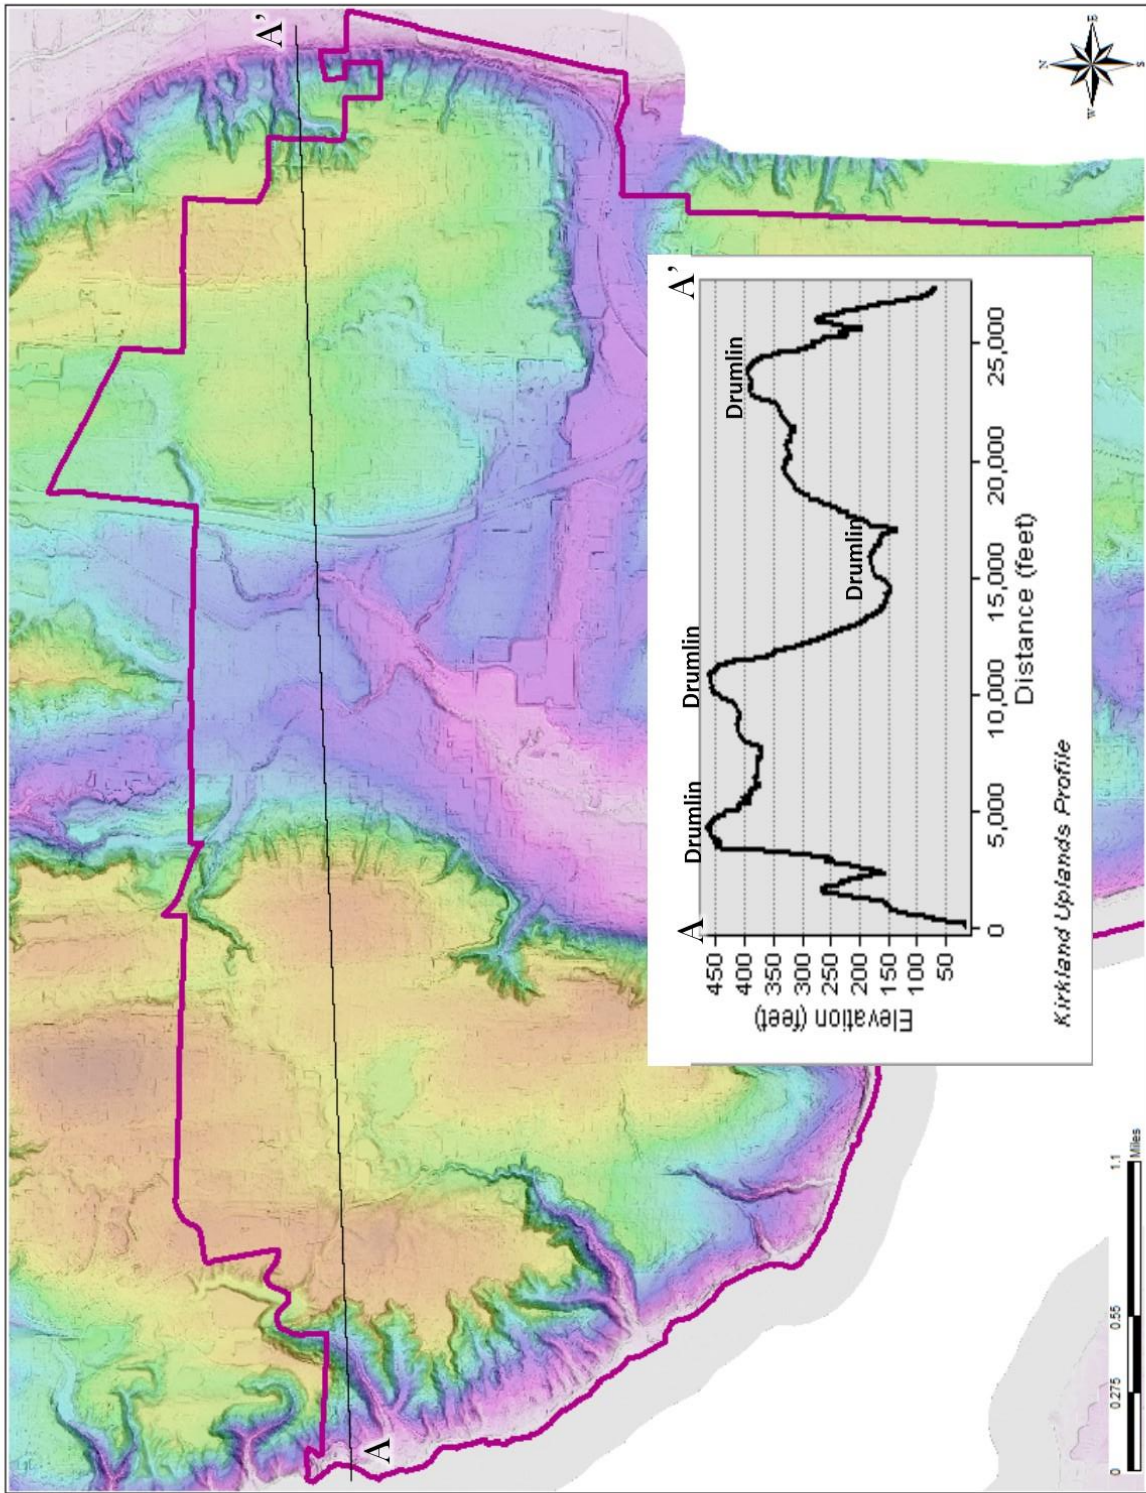 A'
N
E
S
W
A
A'
Drumlin
Drumlin
Drumlin
Drumlin
450
400
350
300
250
200
150
100
50
Elevation (feet)
0
5,000
10,000
15,000
20,000
25,000
Distance (feet)
Kirkland Uplands Profile
A
0
0.275
0.55
1.1
Miles